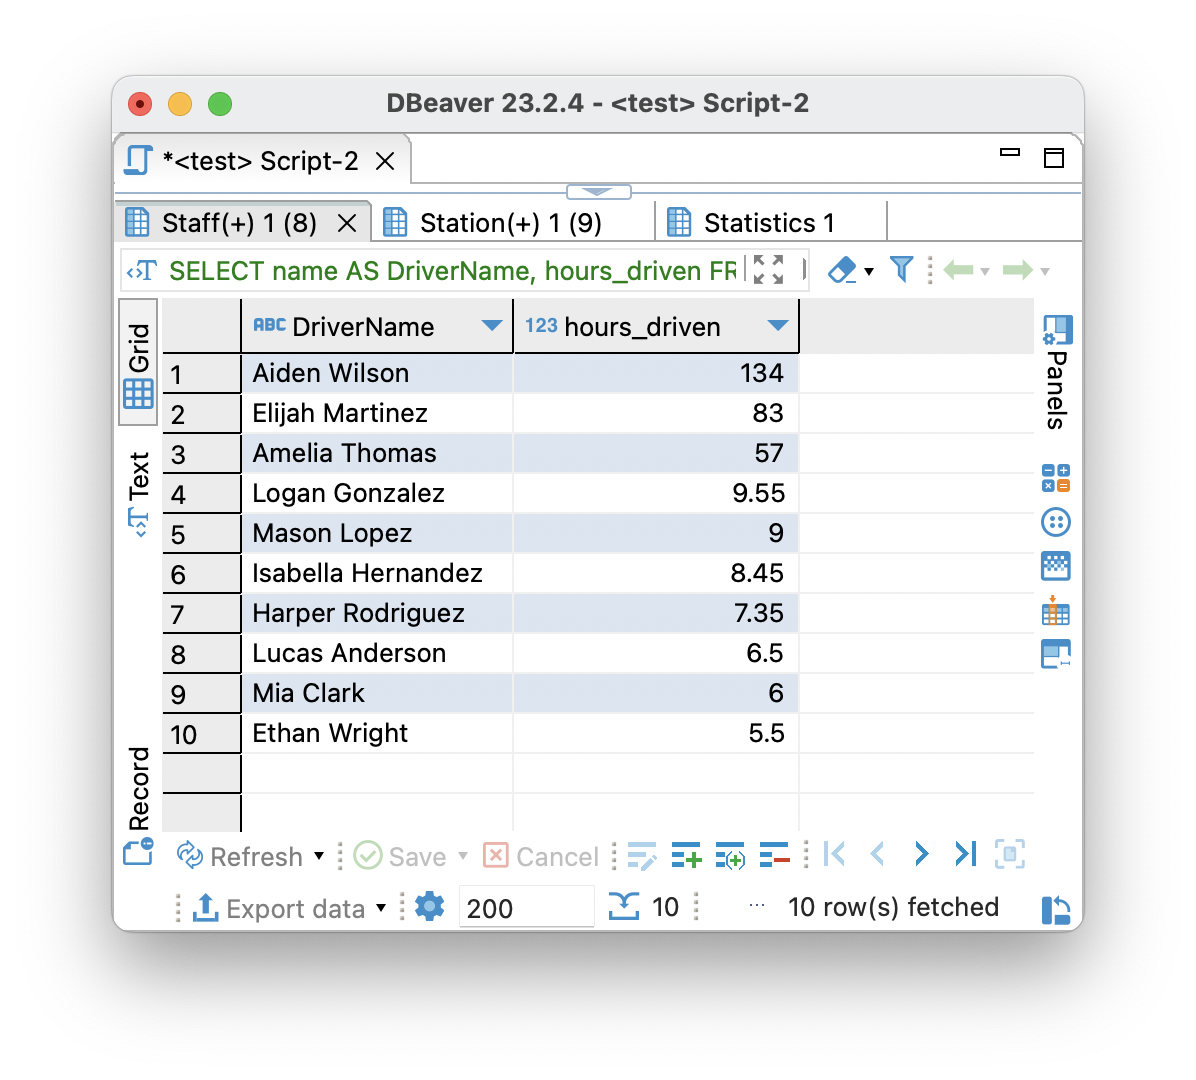 DBeaver 23.2.4 - <test> Script-2
*<test> Script-2
Staff(+) 1 (8) Station(+) 1 (9) Statistics 1
SELECT name AS DriverName, hours_driven FR
Grid
Text
Record
ABC DriverName 123 hours_driven
1 Aiden Wilson 134
2 Elijah Martinez 83
3 Amelia Thomas 57
4 Logan Gonzalez 9.55
5 Mason Lopez 9
6 Isabella Hernandez 8.45
7 Harper Rodriguez 7.35
8 Lucas Anderson 6.5
9 Mia Clark 6
10 Ethan Wright 5.5
Panels
Refresh Save Cancel
Export data 200 10 ... 10 row(s) fetched